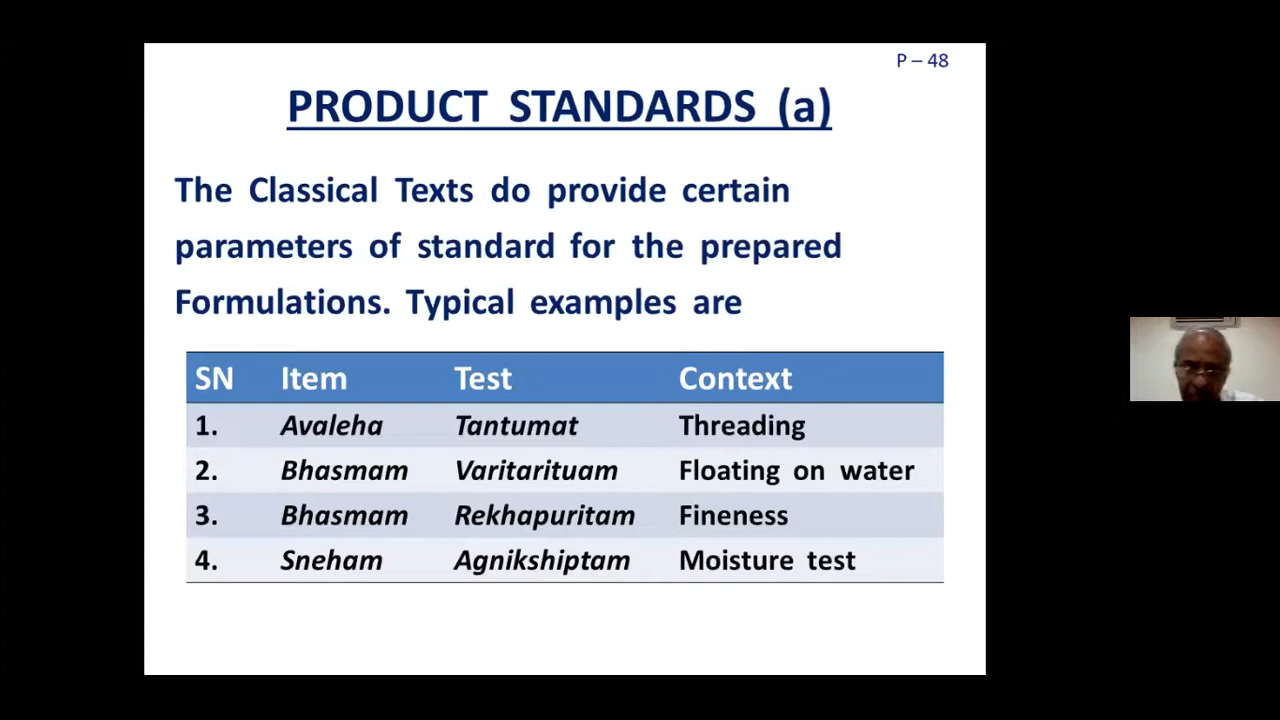 P – 48
PRODUCT STANDARDS (a)
The Classical Texts do provide certain
parameters of standard for the prepared
Formulations. Typical examples are
SN Item Test Context
1. Avaleha Tantumat Threading
2. Bhasmam Varitarituam Floating on water
3. Bhasmam Rekhapuritam Fineness
4. Sneham Agnikshiptam Moisture test